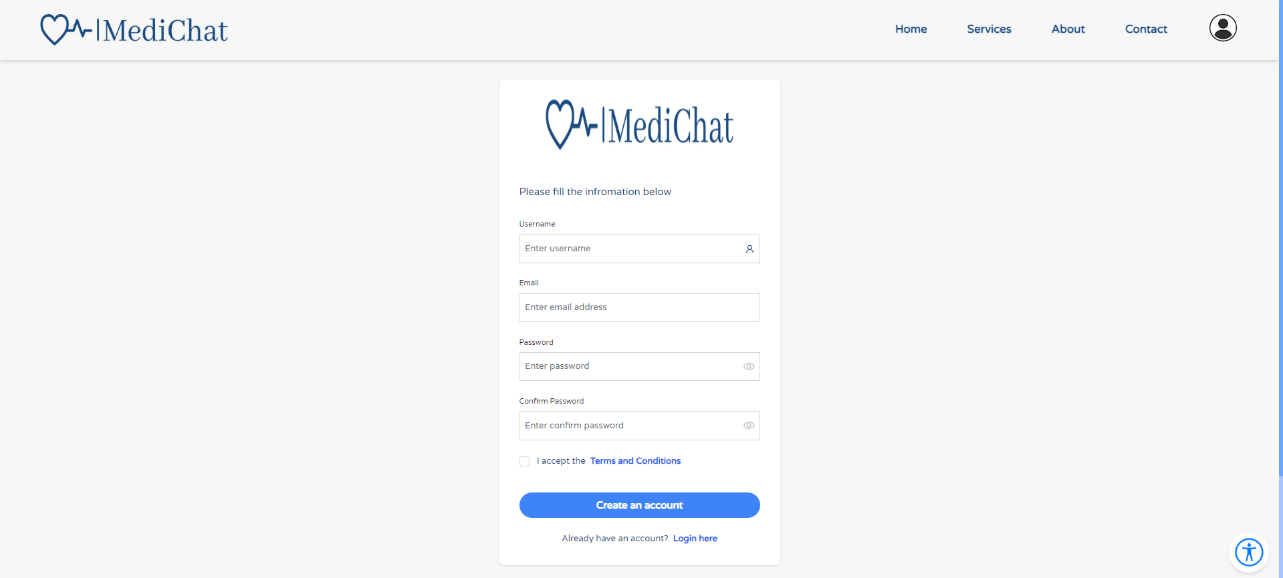 MediChat
Home Services About Contact
MediChat
Please fill the infromation below
Username
Enter username
Email
Enter email address
Password
Enter password
Confirm Password
Enter confirm password
I accept the Terms and Conditions
Create an account
Already have an account? Login here